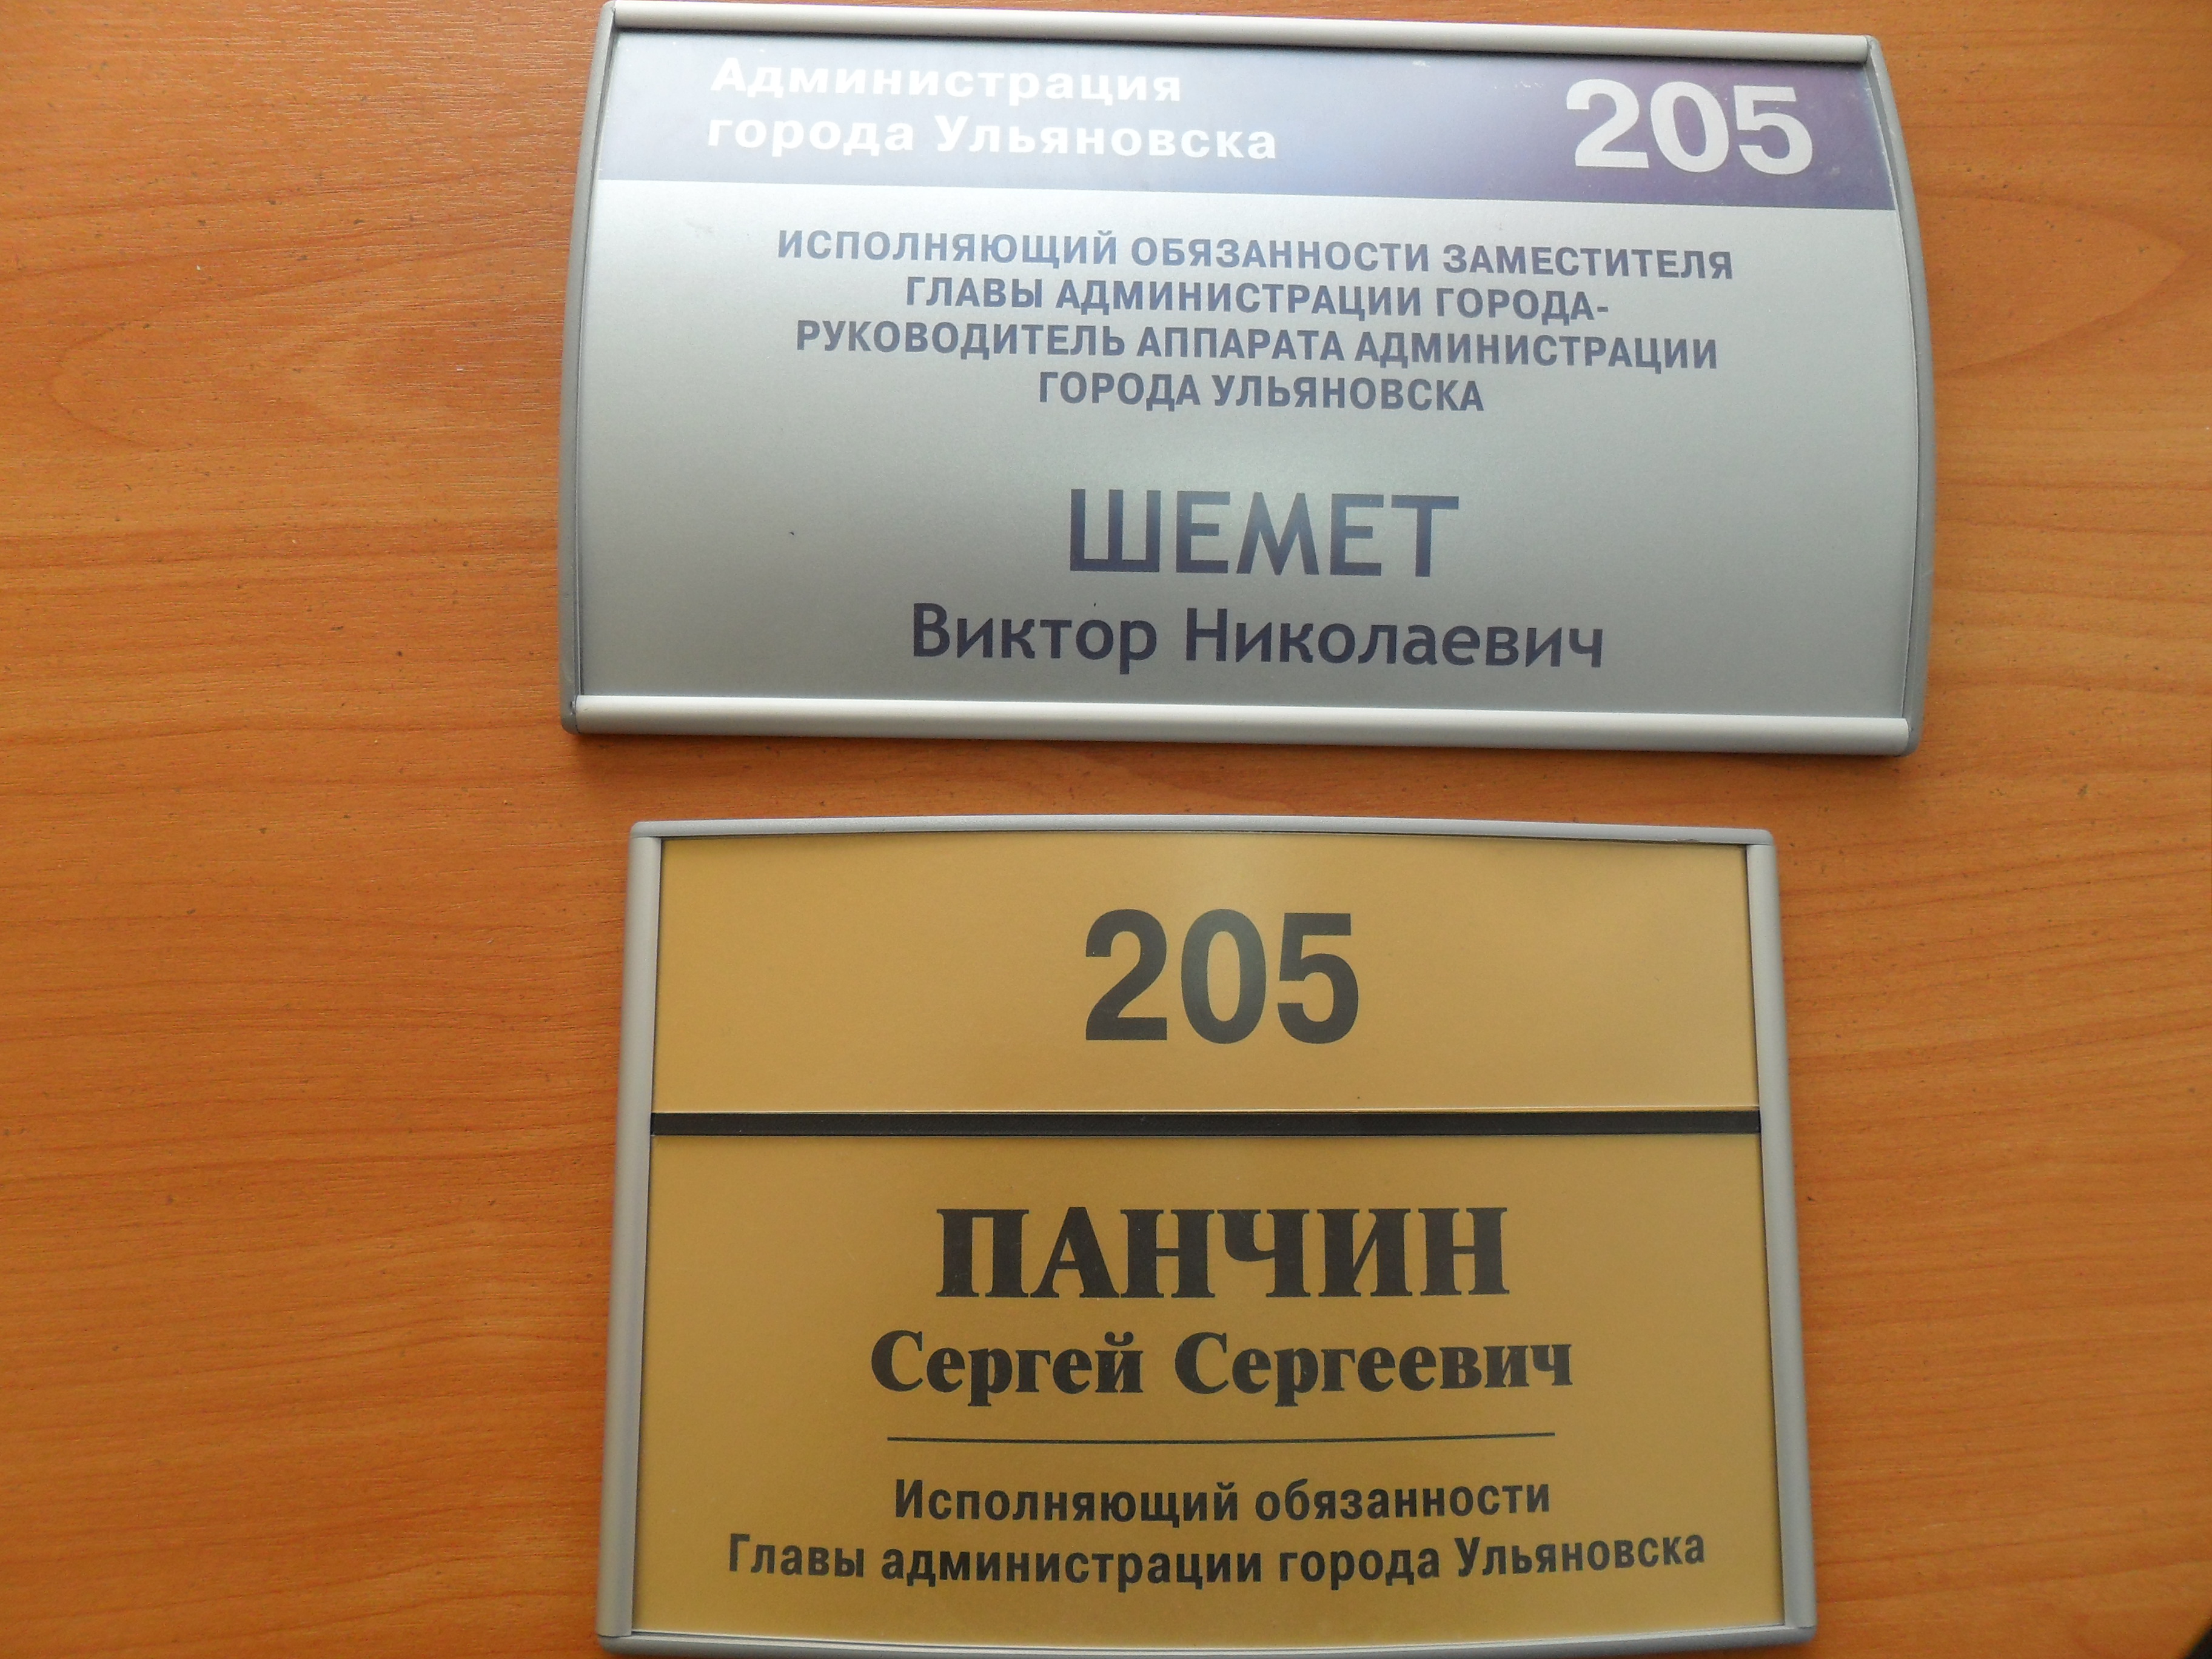 Администрация
города Ульяновска
205
ИСПОЛНЯЮЩИЙ ОБЯЗАННОСТИ ЗАМЕСТИТЕЛЯ
ГЛАВЫ АДМИНИСТРАЦИИ ГОРОДА-
РУКОВОДИТЕЛЬ АППАРАТА АДМИНИСТРАЦИИ
ГОРОДА УЛЬЯНОВСКА
ШЕМЕТ
Виктор Николаевич
205
ПАНЧИН
Сергей Сергеевич
Исполняющий обязанности
Главы администрации города Ульяновска